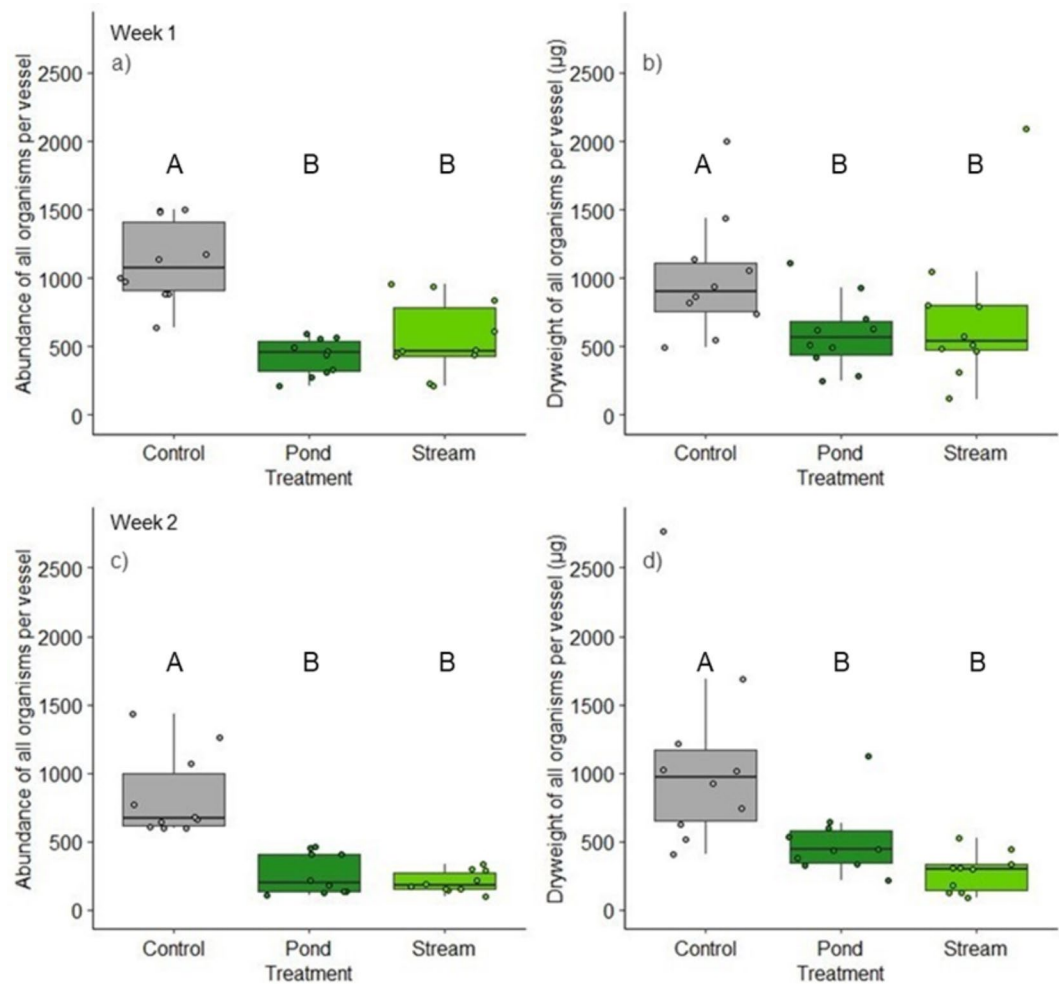 Week 1
a)
Abundance of all organisms per vessel
2500
2000
1500
1000
500
0
A B B
Control Pond Stream
Treatment
b)
Dryweight of all organisms per vessel (µg)
2500
2000
1500
1000
500
0
A B B
Control Pond Stream
Treatment
Week 2
c)
Abundance of all organisms per vessel
2500
2000
1500
1000
500
0
A B B
Control Pond Stream
Treatment
d)
Dryweight of all organisms per vessel (µg)
2500
2000
1500
1000
500
0
A B B
Control Pond Stream
Treatment